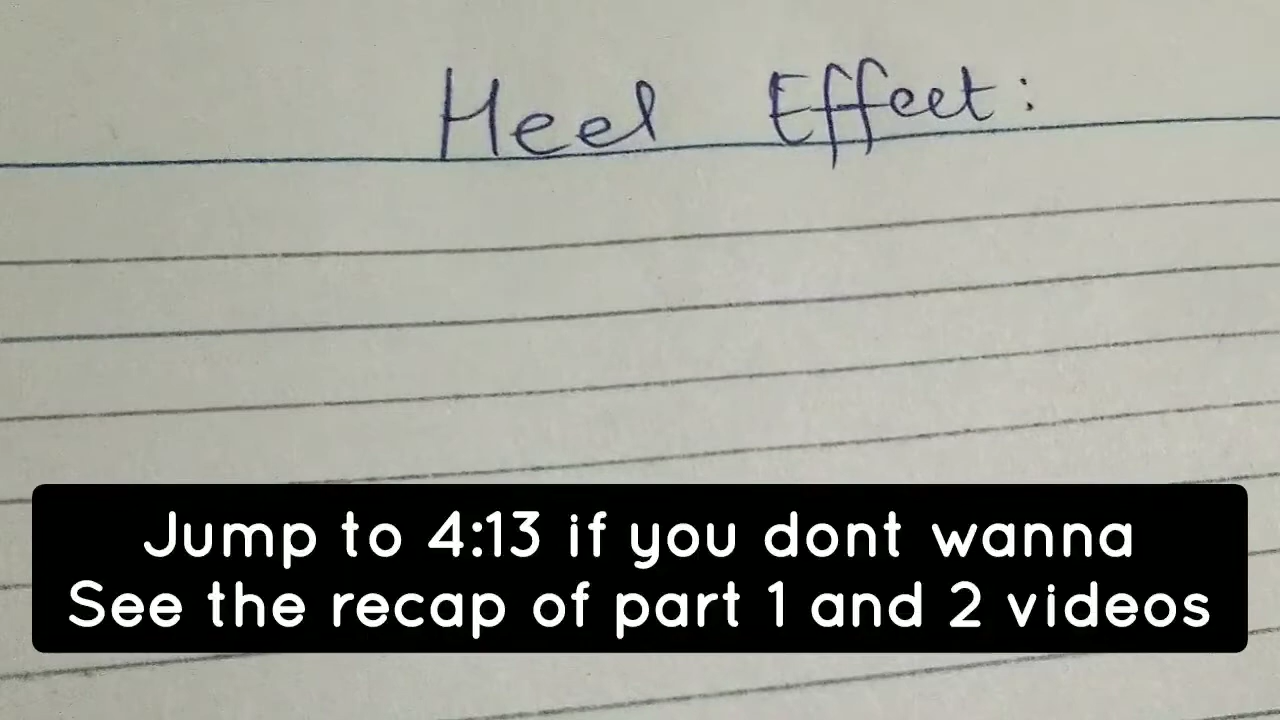 Heel Effect:
Jump to 4:13 if you dont wanna
See the recap of part 1 and 2 videos